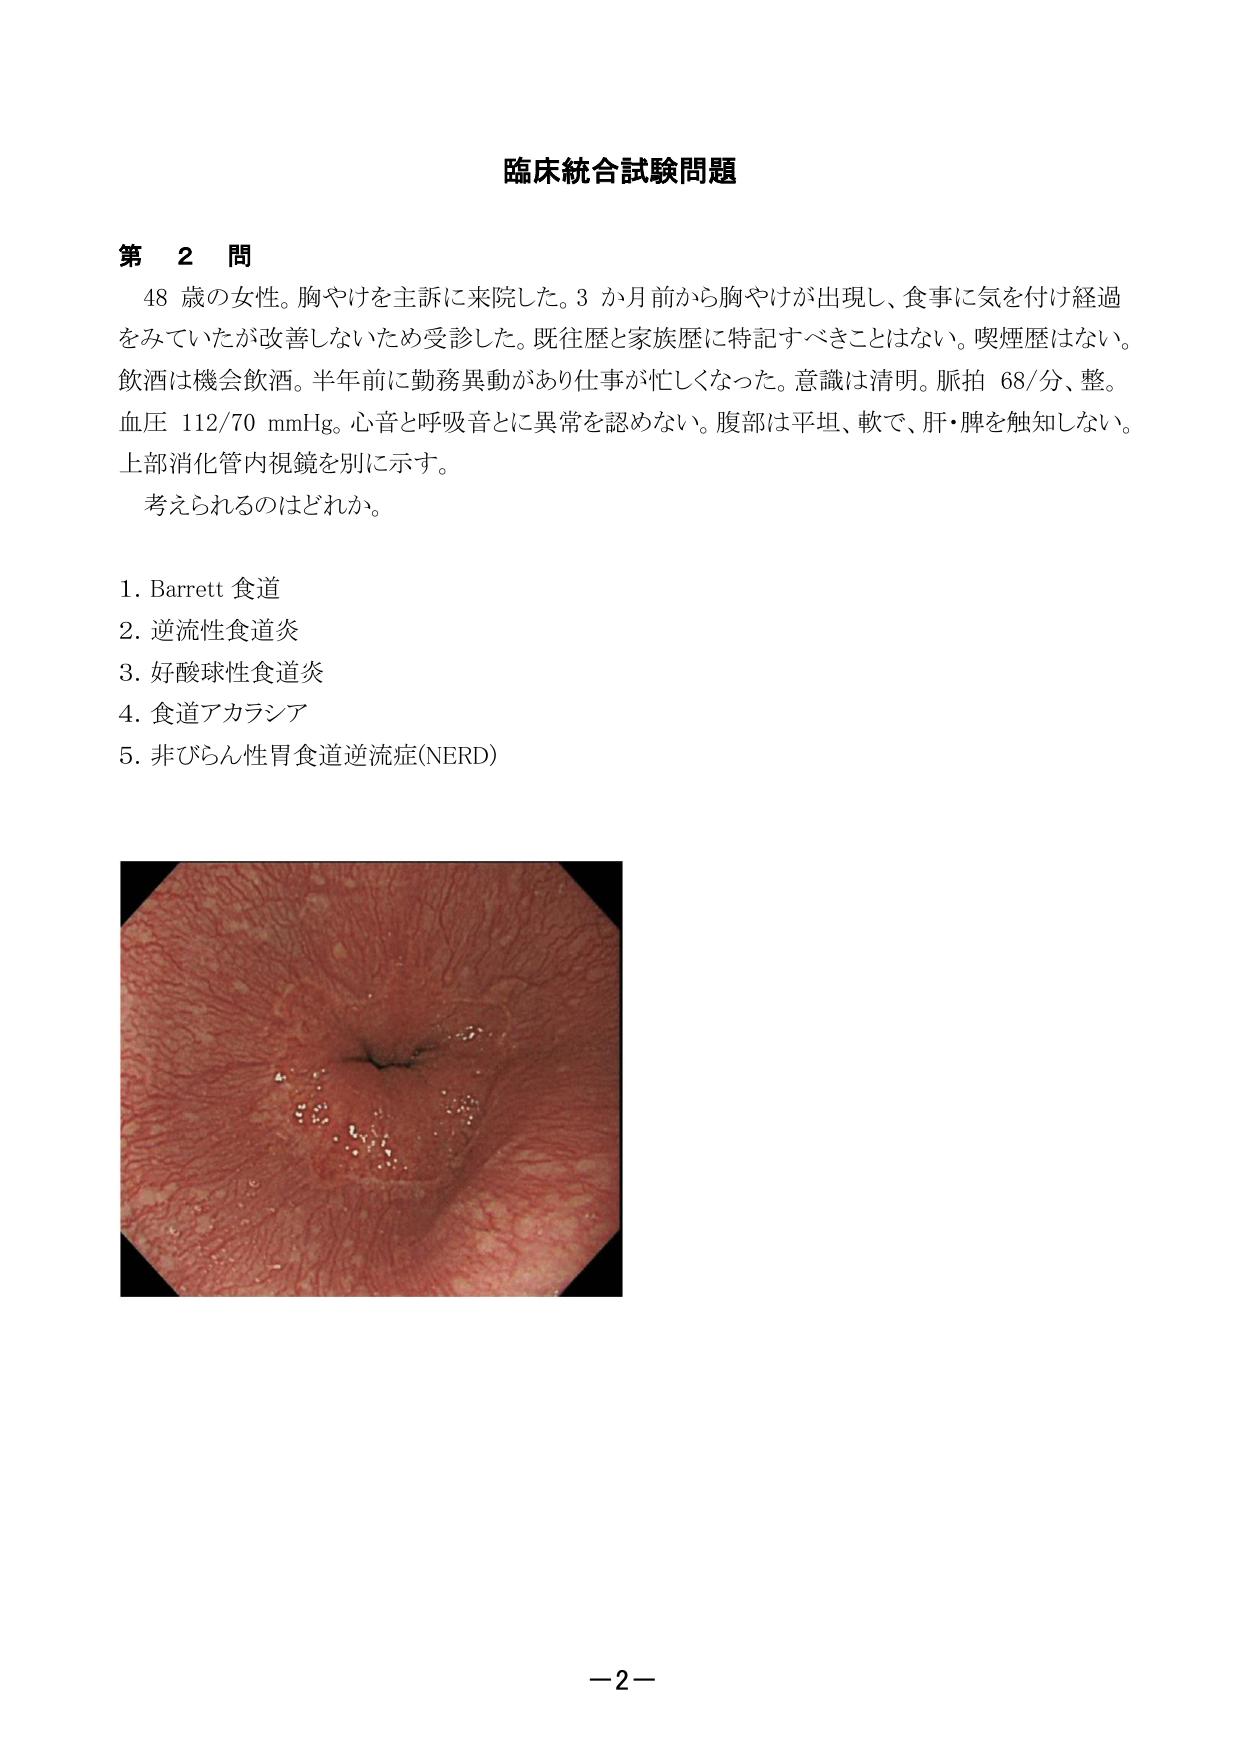 臨床統合試験問題
第 2 問
48 歳の女性。胸やけを主訴に来院した。3 か月前から胸やけが出現し、食事に気を付け経過
をみていたが改善しないため受診した。既往歴と家族歴に特記すべきことはない。喫煙歴はない。
飲酒は機会飲酒。半年前に勤務異動があり仕事が忙しくなった。意識は清明。脈拍 68/分、整。
血圧 112/70 mmHg。心音と呼吸音とに異常を認めない。腹部は平坦、軟で、肝・脾を触知しない。
上部消化管内視鏡を別に示す。
考えられるのはどれか。
1. Barrett 食道
2. 逆流性食道炎
3. 好酸球性食道炎
4. 食道アカラシア
5. 非びらん性胃食道逆流症(NERD)
－2－